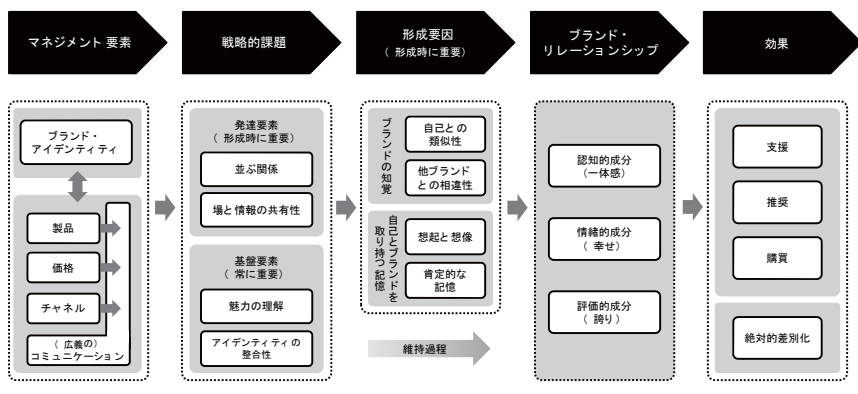 マネジメント要素
戦略的課題
形成要因
（形成時に重要）
ブランド・
リレーションシップ
効果
ブランド・
アイデンティティ
製品
価格
チャネル
（広義の）
コミュニケーション
発達要素
（形成時に重要）
並ぶ関係
場と情報の共有性
基盤要素
（常に重要）
魅力の理解
アイデンティティの
整合性
ブランドの知覚
自己との
類似性
他ブランド
との相違性
自己とブランドを
取り持つ記憶
想起と想像
肯定的な
記憶
維持過程
認知的成分
（一体感）
情緒的成分
（幸せ）
評価的成分
（誇り）
支援
推奨
購買
絶対的差別化